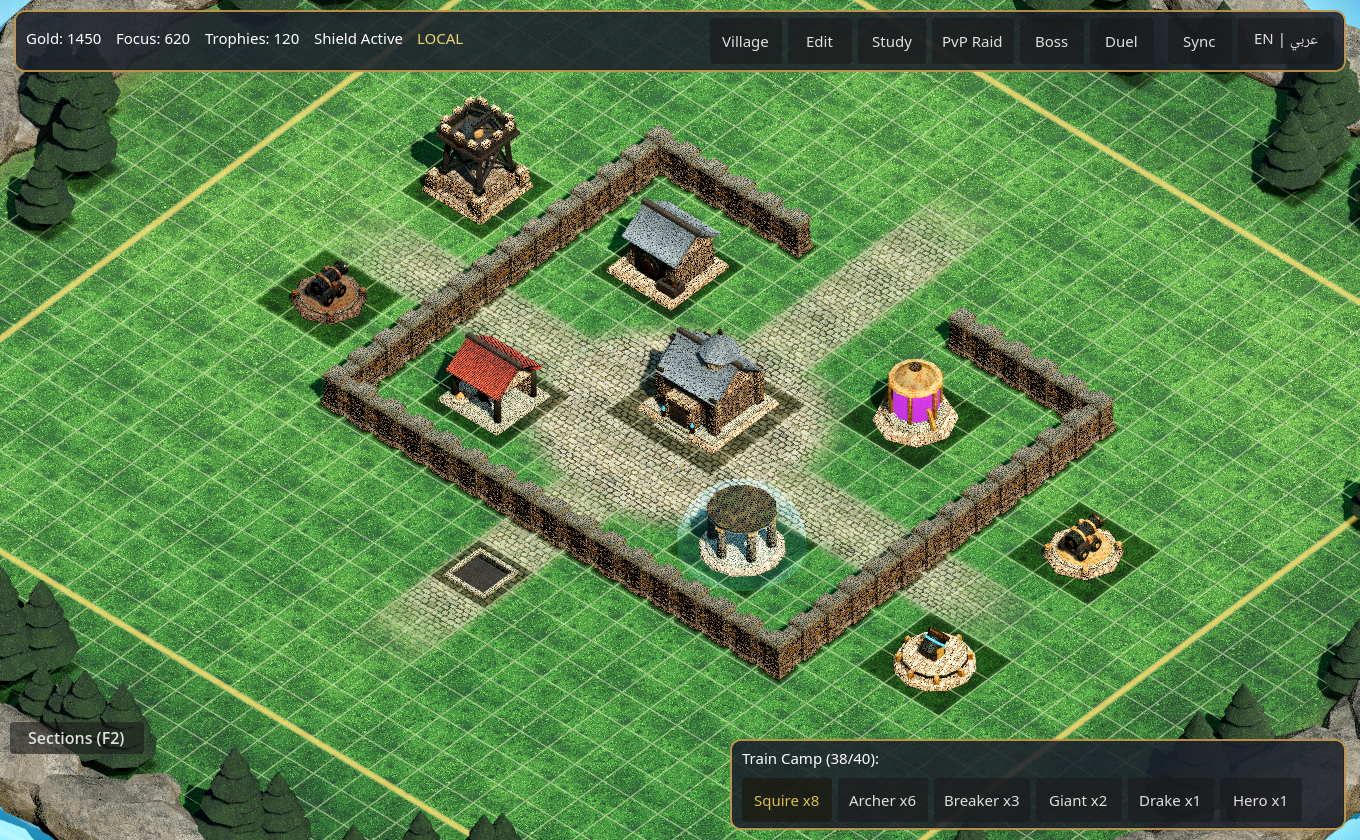 Gold: 1450 Focus: 620 Trophies: 120 Shield Active LOCAL
Village Edit Study PvP Raid Boss Duel Sync EN | عربي
Sections (F2)
Train Camp (38/40):
Squire x8 Archer x6 Breaker x3 Giant x2 Drake x1 Hero x1